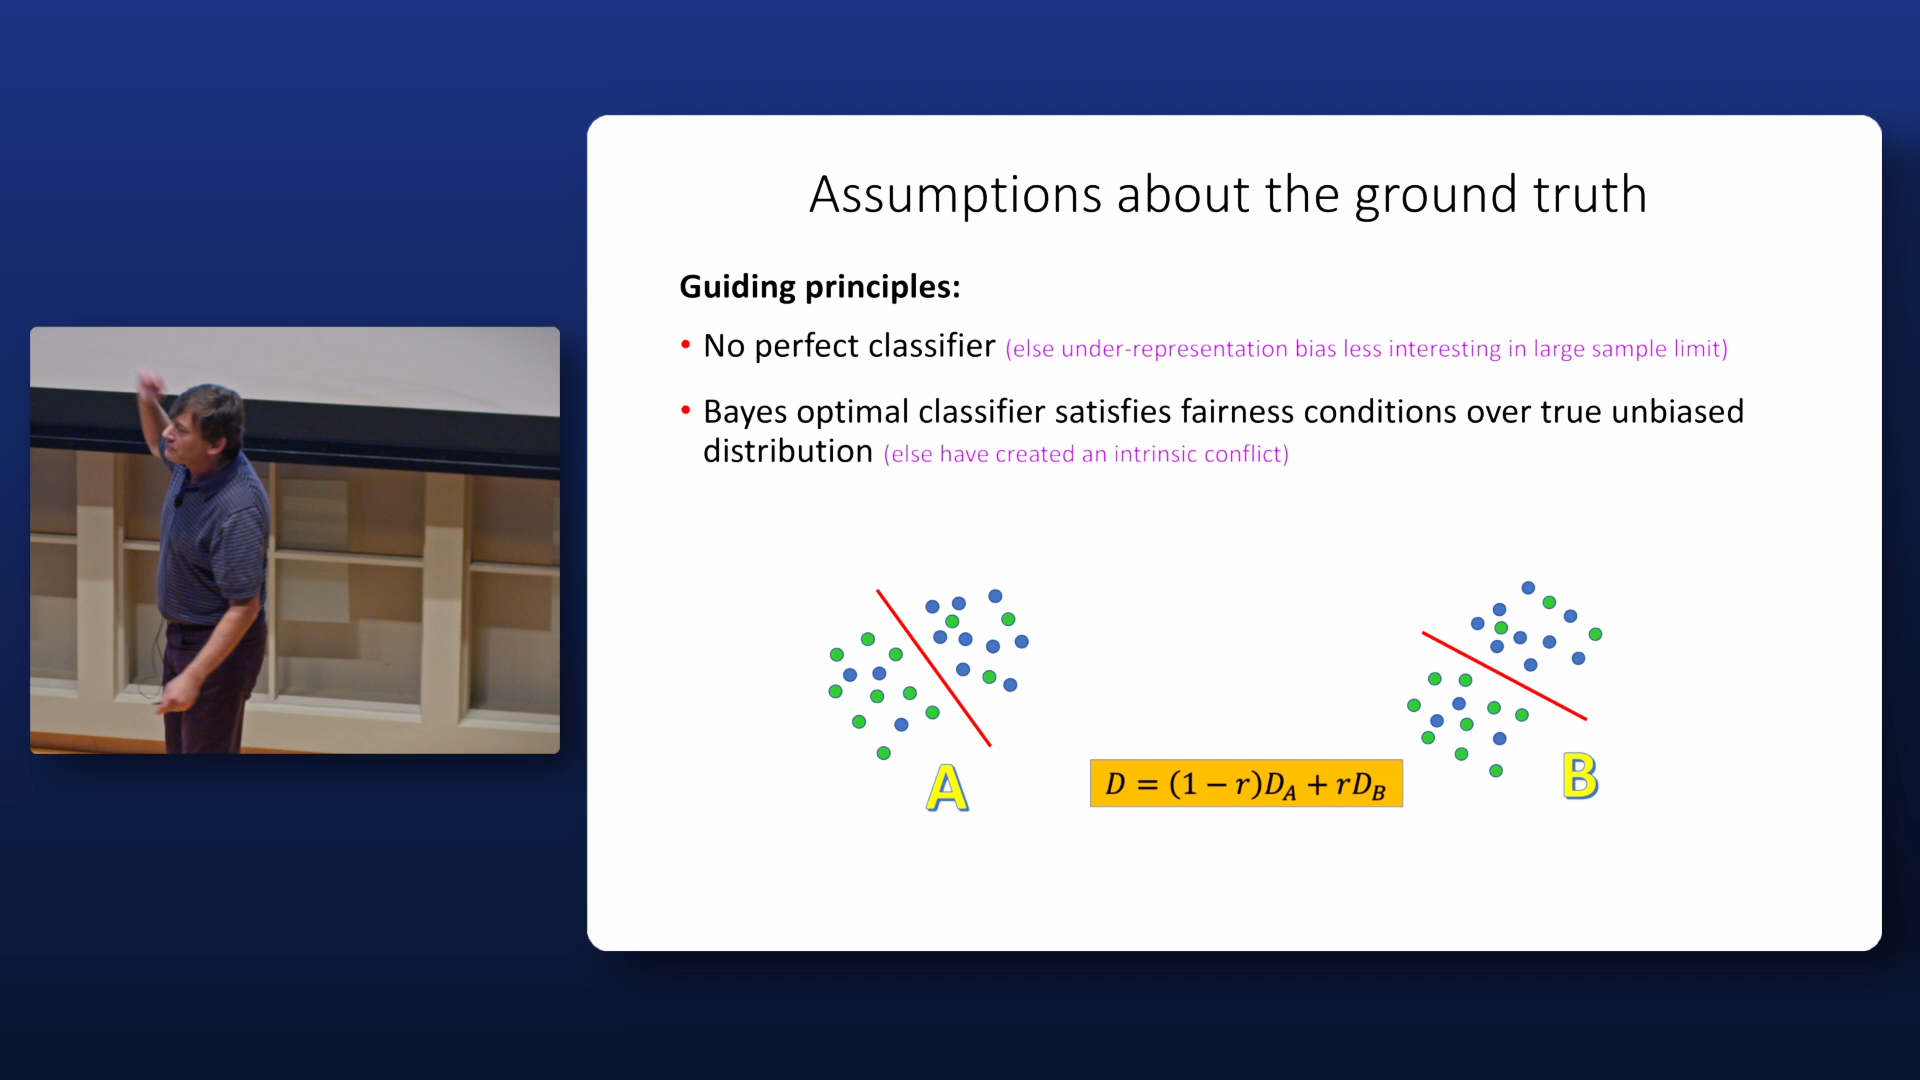 Assumptions about the ground truth
Guiding principles:
• No perfect classifier (else under-representation bias less interesting in large sample limit)
• Bayes optimal classifier satisfies fairness conditions over true unbiased
distribution (else have created an intrinsic conflict)
A
D = (1 − r)D_A + rD_B
B